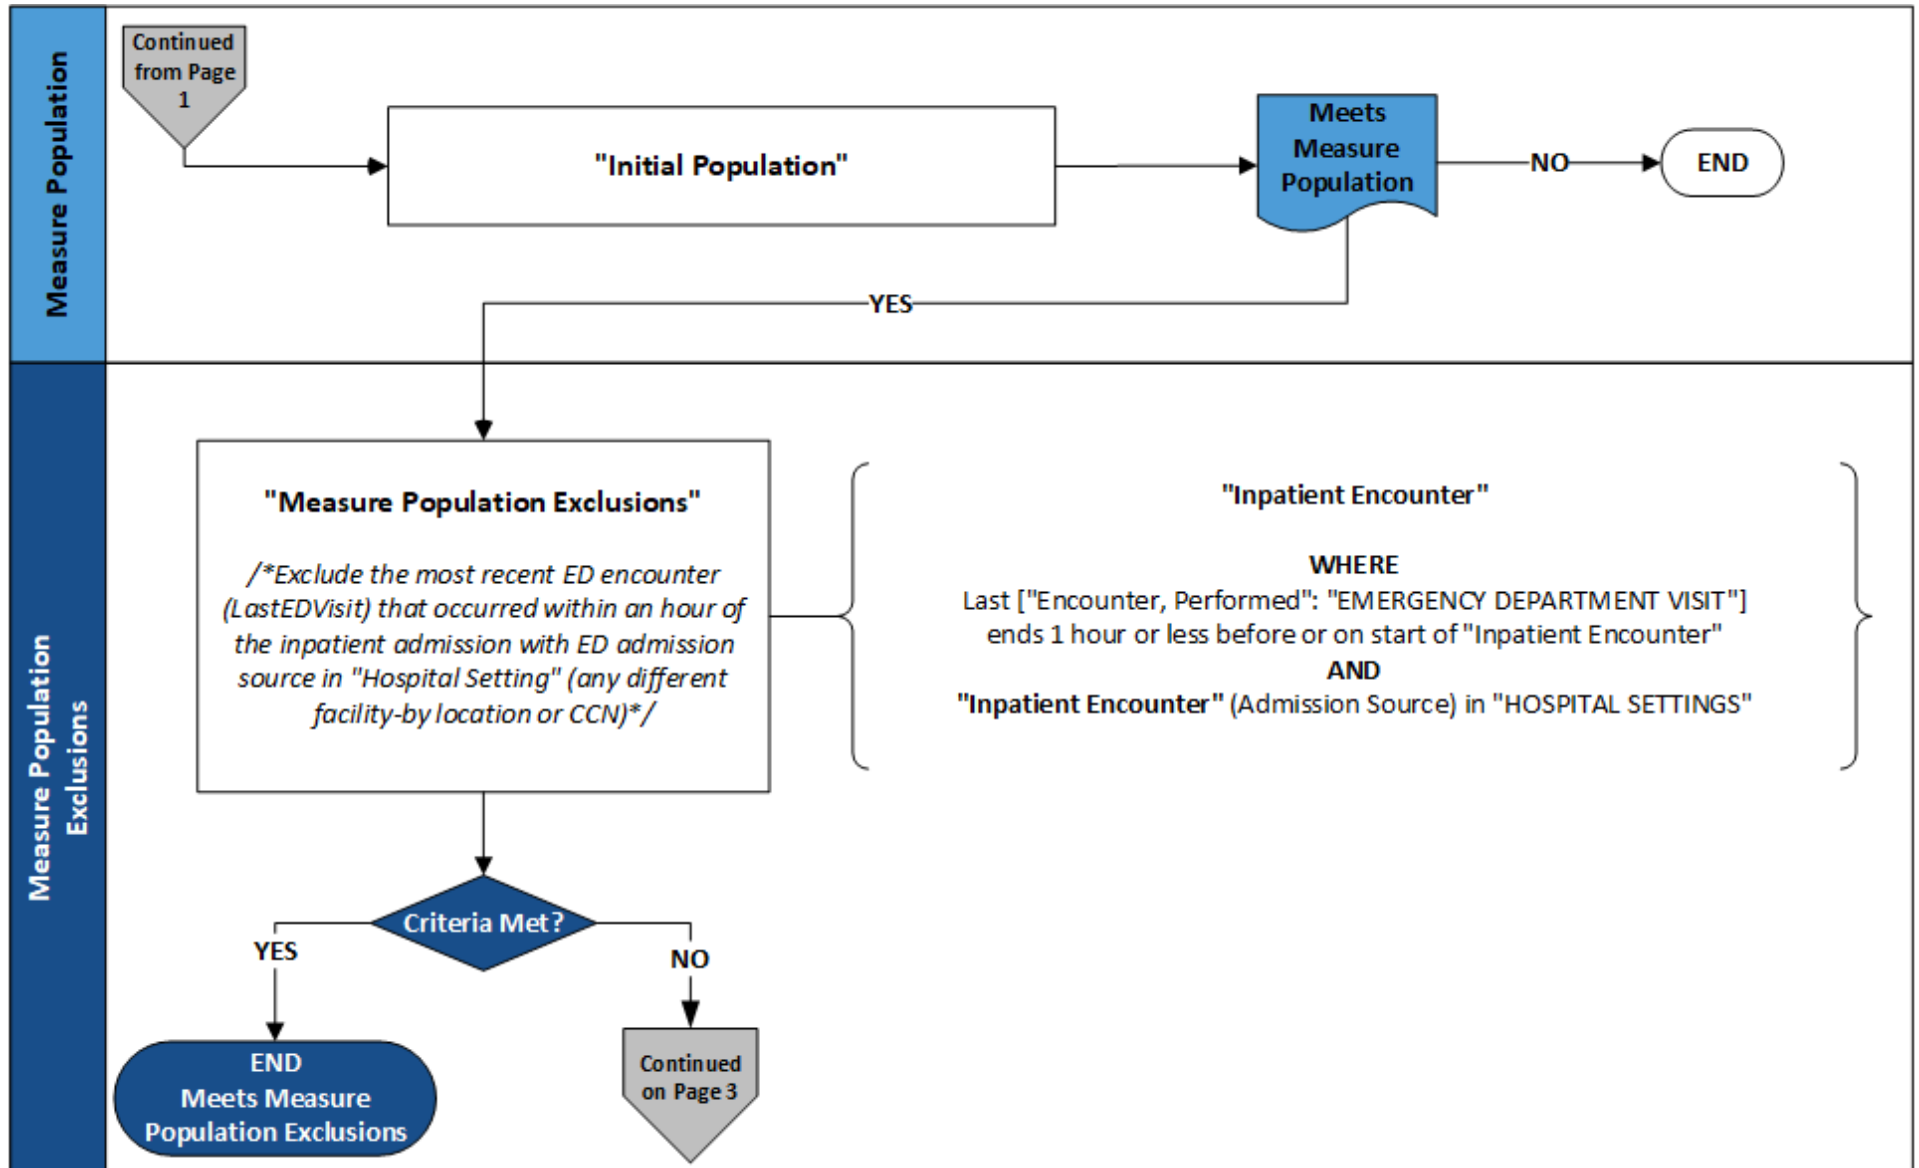 Measure Population
Continued
from Page
1
"Initial Population"
Meets
Measure
Population
NO
END
YES
Measure Population
Exclusions
"Measure Population Exclusions"
/*Exclude the most recent ED encounter
(LastEDVisit) that occurred within an hour of
the inpatient admission with ED admission
source in "Hospital Setting" (any different
facility-by location or CCN)*/
"Inpatient Encounter"
WHERE
Last ["Encounter, Performed": "EMERGENCY DEPARTMENT VISIT"]
ends 1 hour or less before or on start of "Inpatient Encounter"
AND
"Inpatient Encounter" (Admission Source) in "HOSPITAL SETTINGS"
Criteria Met?
YES
NO
END
Meets Measure
Population Exclusions
Continued
on Page 3